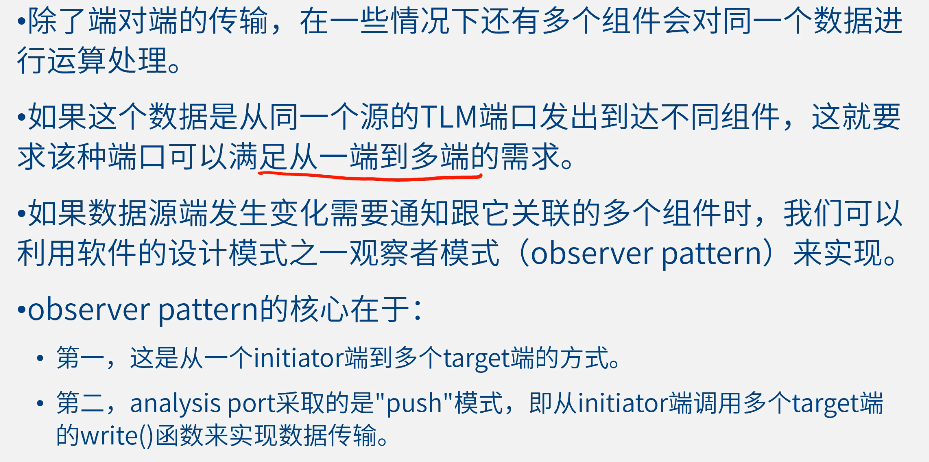 •除了端对端的传输，在一些情况下还有多个组件会对同一个数据进
行运算处理。
•如果这个数据是从同一个源的TLM端口发出到达不同组件，这就要
求该种端口可以满足从一端到多端的需求。
•如果数据源端发生变化需要通知跟它关联的多个组件时，我们可以
利用软件的设计模式之一观察者模式（observer pattern）来实现。
•observer pattern的核心在于：
• 第一，这是从一个initiator端到多个target端的方式。
• 第二，analysis port采取的是"push"模式，即从initiator端调用多个target端
的write()函数来实现数据传输。